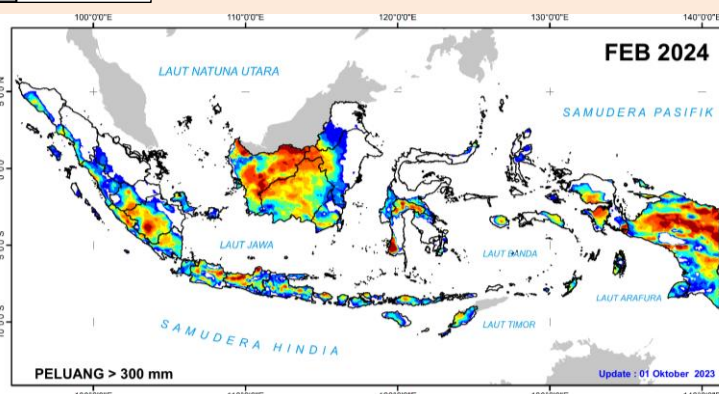 100°0'0"E 110°0'0"E 120°0'0"E 130°0'0"E 140°0'0"E
FEB 2024
LAUT NATUNA UTARA
SAMUDERA PASIFIK
LAUT JAWA
LAUT BANDA
LAUT ARAFURA
SAMUDERA HINDIA
LAUT TIMOR
PELUANG > 300 mm
Update : 01 Oktober 2023